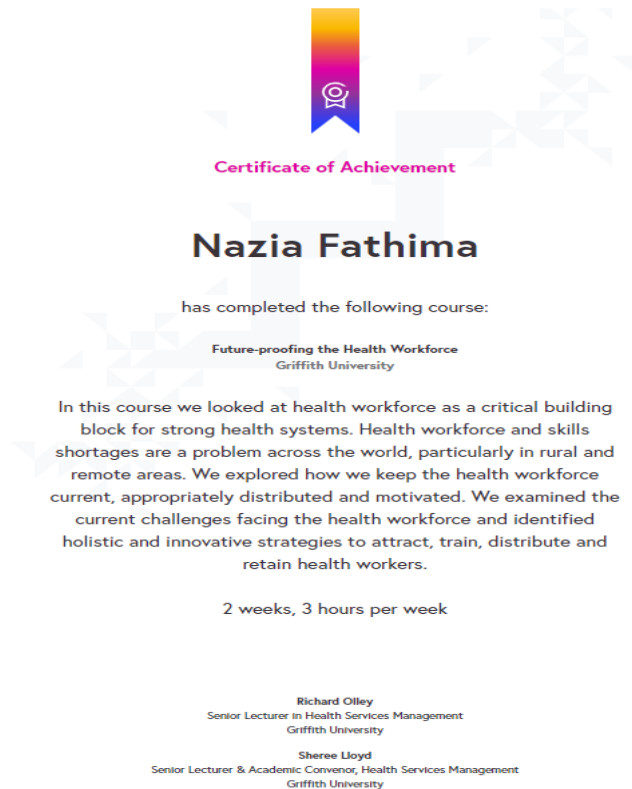 Certificate of Achievement
Nazia Fathima
has completed the following course:
Future-proofing the Health Workforce
Griffith University
In this course we looked at health workforce as a critical building
block for strong health systems. Health workforce and skills
shortages are a problem across the world, particularly in rural and
remote areas. We explored how we keep the health workforce
current, appropriately distributed and motivated. We examined the
current challenges facing the health workforce and identified
holistic and innovative strategies to attract, train, distribute and
retain health workers.
2 weeks, 3 hours per week
Richard Olley
Senior Lecturer in Health Services Management
Griffith University
Sheree Lloyd
Senior Lecturer & Academic Convenor, Health Services Management
Griffith University